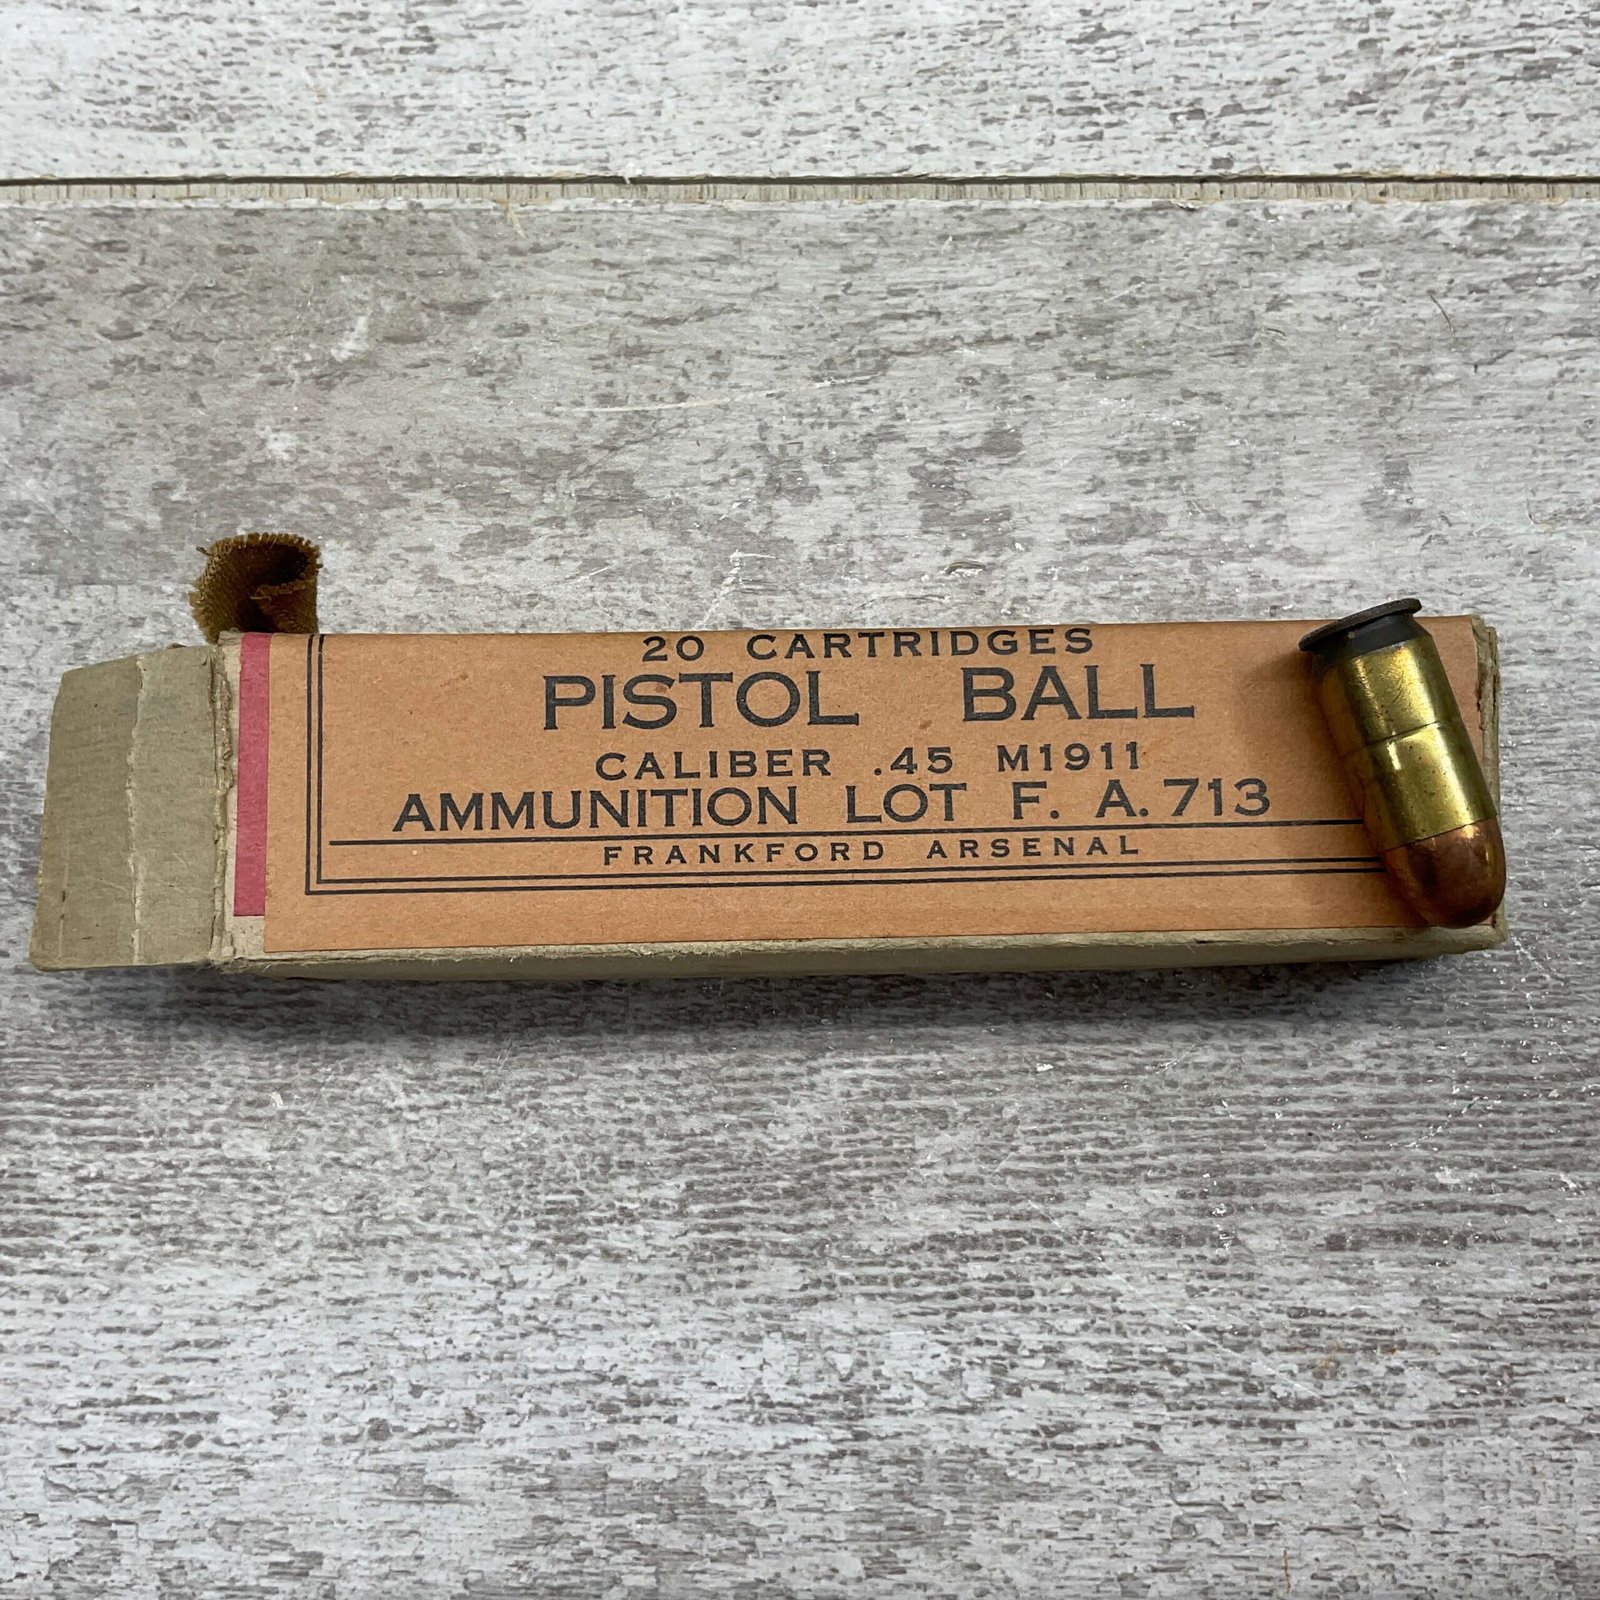 20 CARTRIDGES
PISTOL BALL
CALIBER .45 M1911
AMMUNITION LOT F. A. 713
FRANKFORD ARSENAL